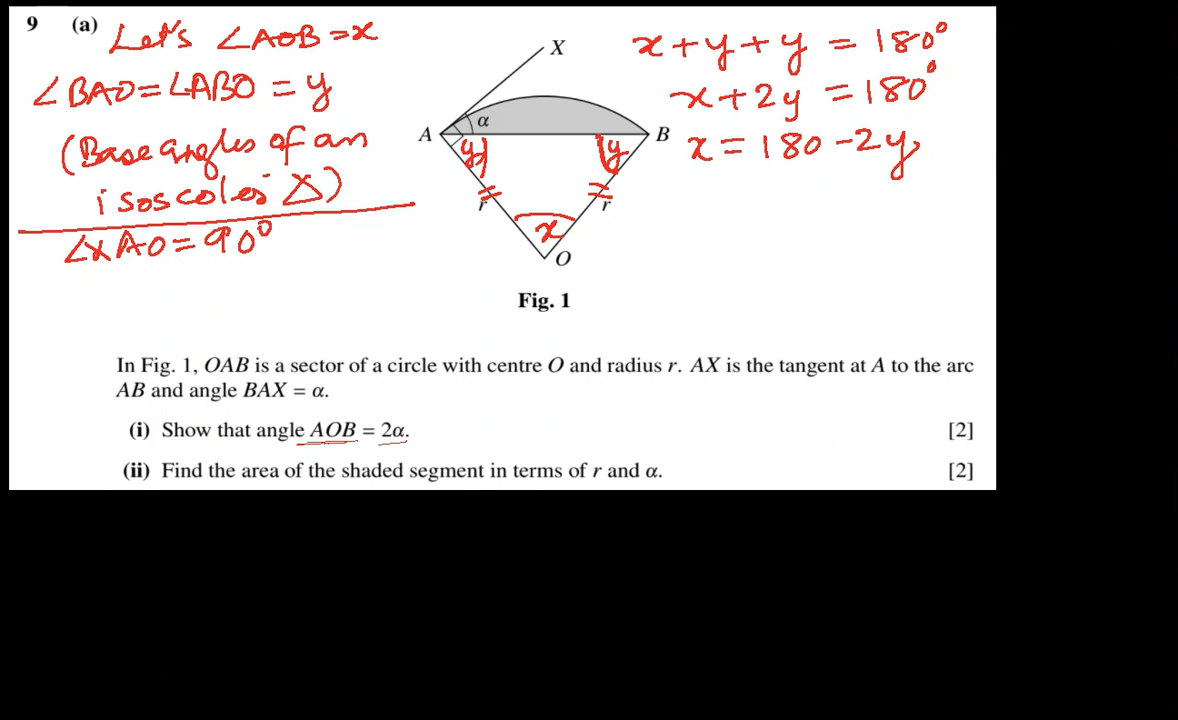 9 (a) Let's ∠AOB = x
∠BAO = ∠ABO = y
(Base angles of an
isoscoles Δ)
∠XAO = 90°
x + y + y = 180°
x + 2y = 180°
x = 180 - 2y
X
α
A
B
y
y
r
r
x
O
Fig. 1
In Fig. 1, OAB is a sector of a circle with centre O and radius r. AX is the tangent at A to the arc
AB and angle BAX = α.
(i) Show that angle AOB = 2α. [2]
(ii) Find the area of the shaded segment in terms of r and α. [2]